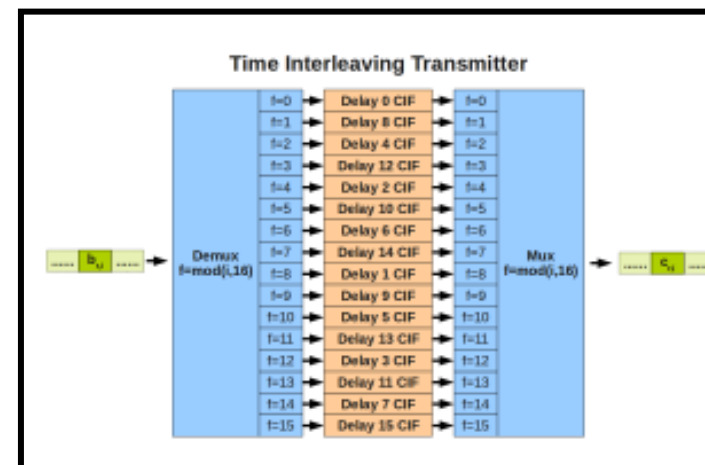 Time Interleaving Transmitter
f=0 Delay 0 CIF f=0
f=1 Delay 8 CIF f=1
f=2 Delay 4 CIF f=2
f=3 Delay 12 CIF f=3
f=4 Delay 2 CIF f=4
f=5 Delay 10 CIF f=5
f=6 Delay 6 CIF f=6
f=7 Delay 14 CIF f=7
Demux Mux
...... b ...... f=mod(i,16) f=8 Delay 1 CIF f=8 f=mod(i,16) ...... c
f=9 Delay 9 CIF f=9
f=10 Delay 5 CIF f=10
f=11 Delay 13 CIF f=11
f=12 Delay 3 CIF f=12
f=13 Delay 11 CIF f=13
f=14 Delay 7 CIF f=14
f=15 Delay 15 CIF f=15